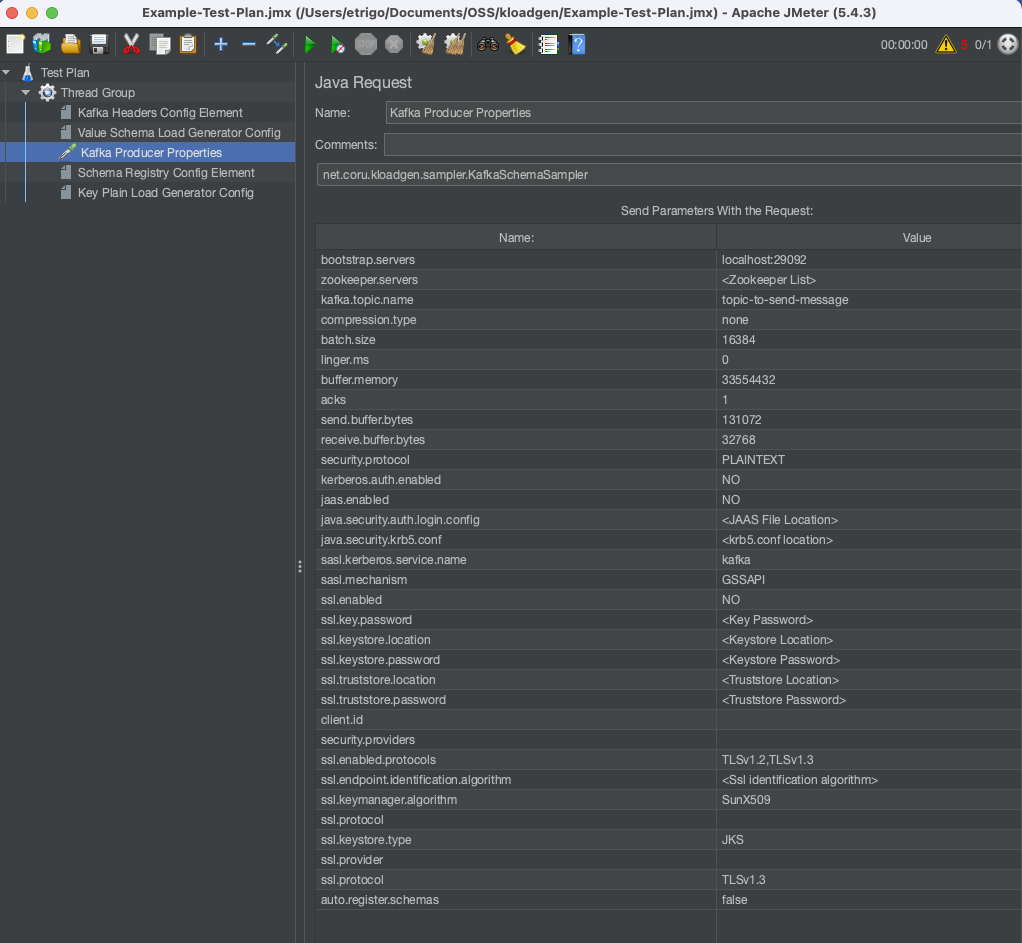 Example-Test-Plan.jmx (/Users/etrigo/Documents/OSS/kloadgen/Example-Test-Plan.jmx) - Apache JMeter (5.4.3)
STOP 00:00:00 5 0/1
Test Plan
Thread Group
Kafka Headers Config Element
Value Schema Load Generator Config
Kafka Producer Properties
Schema Registry Config Element
Key Plain Load Generator Config
Java Request
Name: Kafka Producer Properties
Comments:
net.coru.kloadgen.sampler.KafkaSchemaSampler
Send Parameters With the Request:
Name: Value
bootstrap.servers localhost:29092
zookeeper.servers <Zookeeper List>
kafka.topic.name topic-to-send-message
compression.type none
batch.size 16384
linger.ms 0
buffer.memory 33554432
acks 1
send.buffer.bytes 131072
receive.buffer.bytes 32768
security.protocol PLAINTEXT
kerberos.auth.enabled NO
jaas.enabled NO
java.security.auth.login.config <JAAS File Location>
java.security.krb5.conf <krb5.conf location>
sasl.kerberos.service.name kafka
sasl.mechanism GSSAPI
ssl.enabled NO
ssl.key.password <Key Password>
ssl.keystore.location <Keystore Location>
ssl.keystore.password <Keystore Password>
ssl.truststore.location <Truststore Location>
ssl.truststore.password <Truststore Password>
client.id
security.providers
ssl.enabled.protocols TLSv1.2,TLSv1.3
ssl.endpoint.identification.algorithm <Ssl identification algorithm>
ssl.keymanager.algorithm SunX509
ssl.protocol
ssl.keystore.type JKS
ssl.provider
ssl.protocol TLSv1.3
auto.register.schemas false